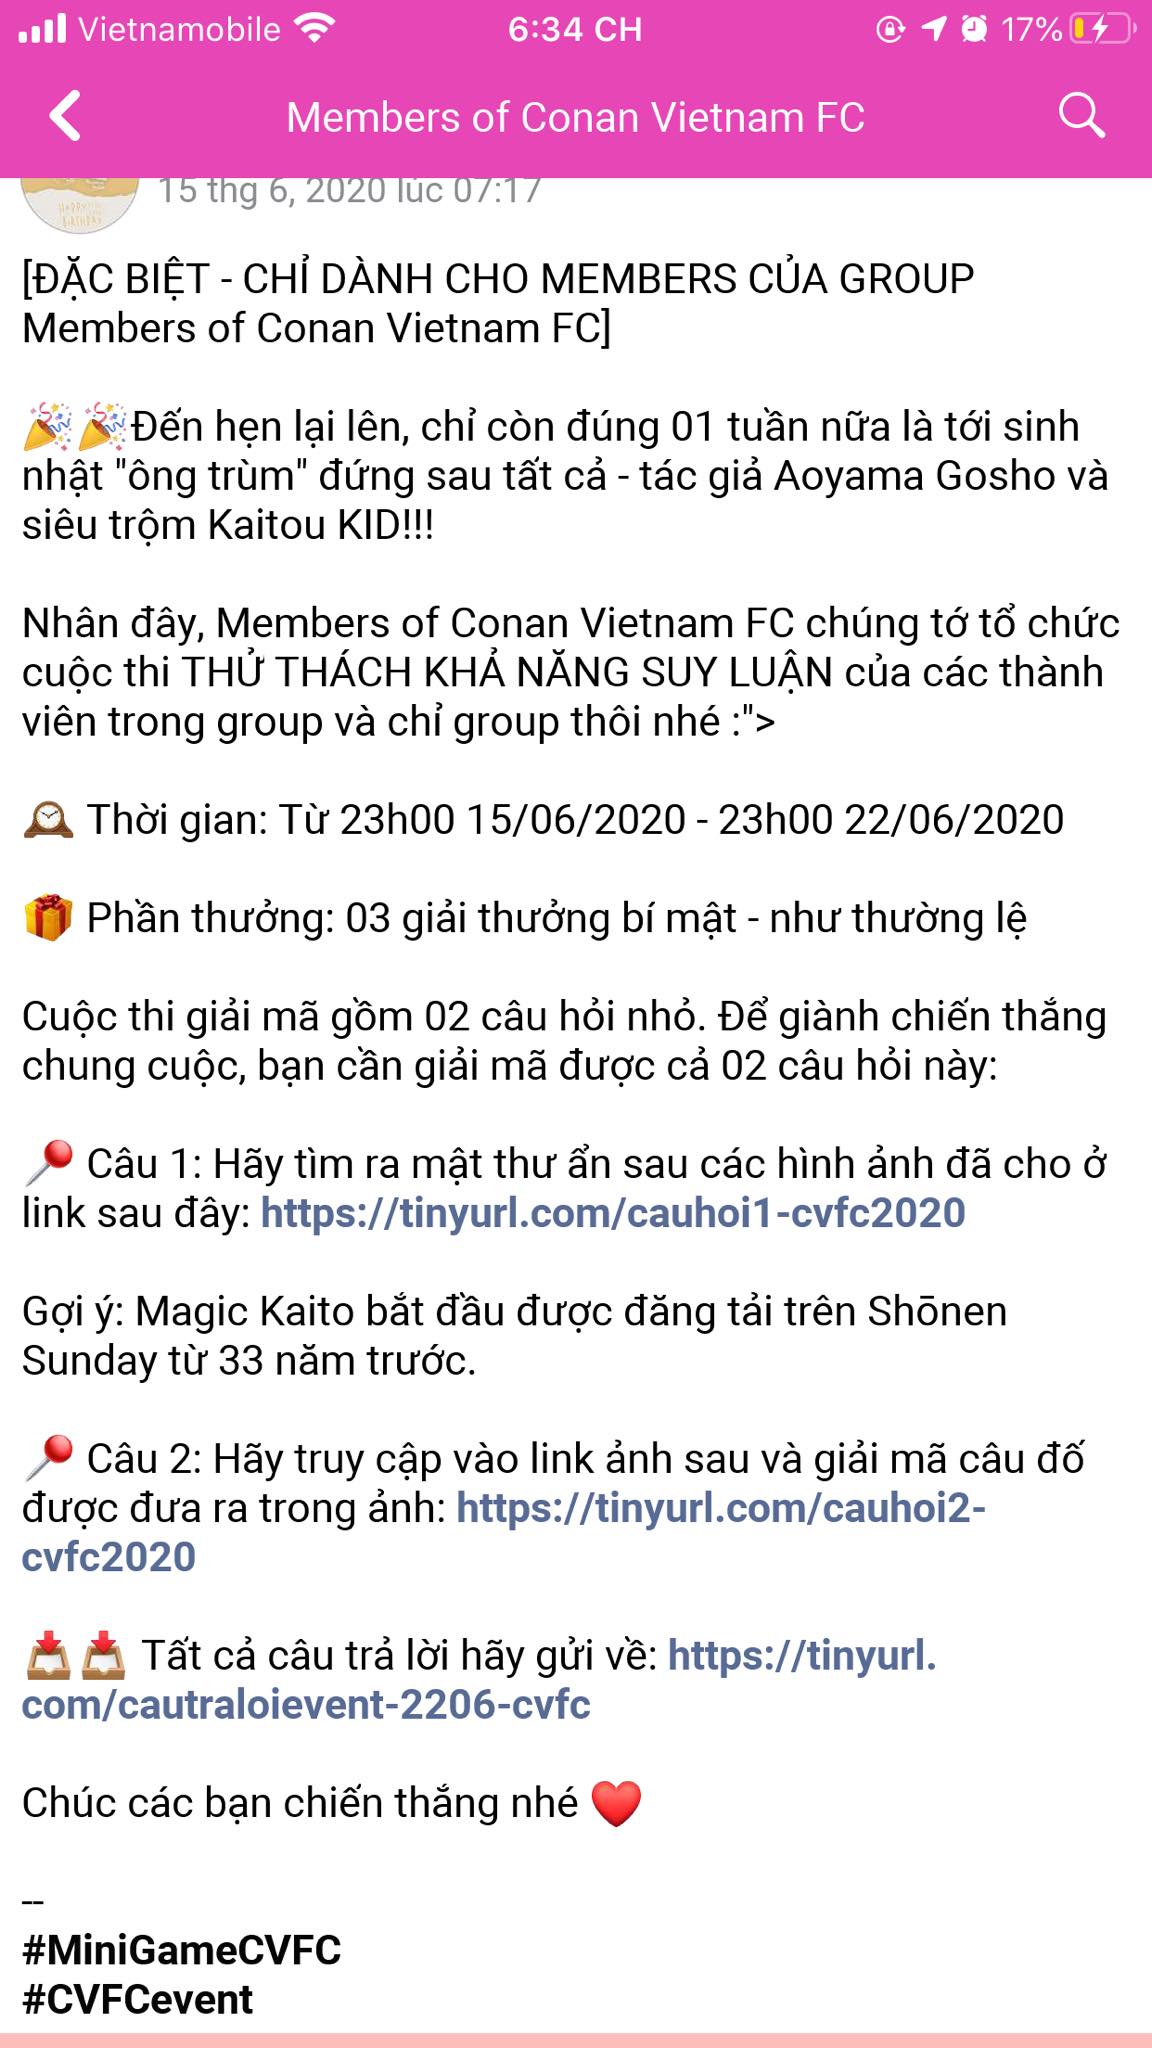 Vietnamobile 6:34 CH 17%
Members of Conan Vietnam FC
HAPPY BIRTHDAY
15 thg 6, 2020 lúc 07:17
[ĐẶC BIỆT - CHỈ DÀNH CHO MEMBERS CỦA GROUP
Members of Conan Vietnam FC]
🎉🎉Đến hẹn lại lên, chỉ còn đúng 01 tuần nữa là tới sinh
nhật "ông trùm" đứng sau tất cả - tác giả Aoyama Gosho và
siêu trộm Kaitou KID!!!
Nhân đây, Members of Conan Vietnam FC chúng tớ tổ chức
cuộc thi THỬ THÁCH KHẢ NĂNG SUY LUẬN của các thành
viên trong group và chỉ group thôi nhé :">
🕰 Thời gian: Từ 23h00 15/06/2020 - 23h00 22/06/2020
🎁 Phần thưởng: 03 giải thưởng bí mật - như thường lệ
Cuộc thi giải mã gồm 02 câu hỏi nhỏ. Để giành chiến thắng
chung cuộc, bạn cần giải mã được cả 02 câu hỏi này:
📍 Câu 1: Hãy tìm ra mật thư ẩn sau các hình ảnh đã cho ở
link sau đây: https://tinyurl.com/cauhoi1-cvfc2020
Gợi ý: Magic Kaito bắt đầu được đăng tải trên Shōnen
Sunday từ 33 năm trước.
📍 Câu 2: Hãy truy cập vào link ảnh sau và giải mã câu đố
được đưa ra trong ảnh: https://tinyurl.com/cauhoi2-
cvfc2020
📥📥 Tất cả câu trả lời hãy gửi về: https://tinyurl.
com/cautraloievent-2206-cvfc
Chúc các bạn chiến thắng nhé ❤️
--
#MiniGameCVFC
#CVFCevent